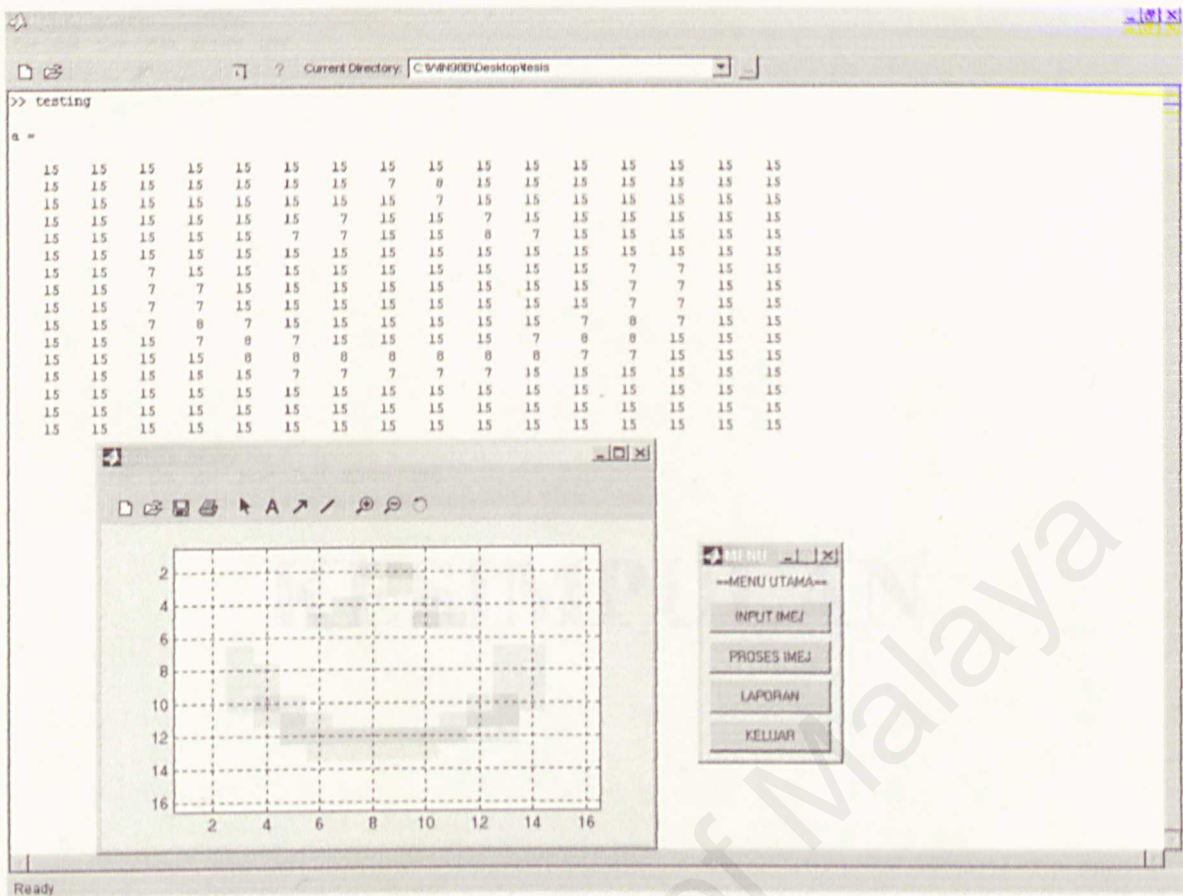 ? Current Directory: C:\WIN98B\Desktop\tesis ...
>> testing
a =
15 15 15 15 15 15 15 15 15 15 15 15 15 15 15 15
15 15 15 15 15 15 15 7 8 15 15 15 15 15 15 15
15 15 15 15 15 15 15 15 7 15 15 15 15 15 15 15
15 15 15 15 15 15 7 15 15 7 15 15 15 15 15 15
15 15 15 15 15 7 7 15 15 8 7 15 15 15 15 15
15 15 15 15 15 15 15 15 15 15 15 15 15 15 15 15
15 15 7 15 15 15 15 15 15 15 15 15 7 7 15 15
15 15 7 7 15 15 15 15 15 15 15 15 7 7 15 15
15 15 7 7 15 15 15 15 15 15 15 15 7 7 15 15
15 15 7 8 7 15 15 15 15 15 15 7 8 7 15 15
15 15 15 7 8 7 15 15 15 15 7 8 8 15 15 15
15 15 15 15 8 8 8 8 8 8 8 7 7 15 15 15
15 15 15 15 15 7 7 7 7 7 15 15 15 15 15 15
15 15 15 15 15 15 15 15 15 15 15 15 15 15 15 15
15 15 15 15 15 15 15 15 15 15 15 15 15 15 15 15
15 15 15 15 15 15 15 15 15 15 15 15 15 15 15 15
A
2
4
6
8
10
12
14
16
2 4 6 8 10 12 14 16
MENU
==MENU UTAMA==
INPUT IMEJ
PROSES IMEJ
LAPORAN
KELUAR
Ready
of Malaya